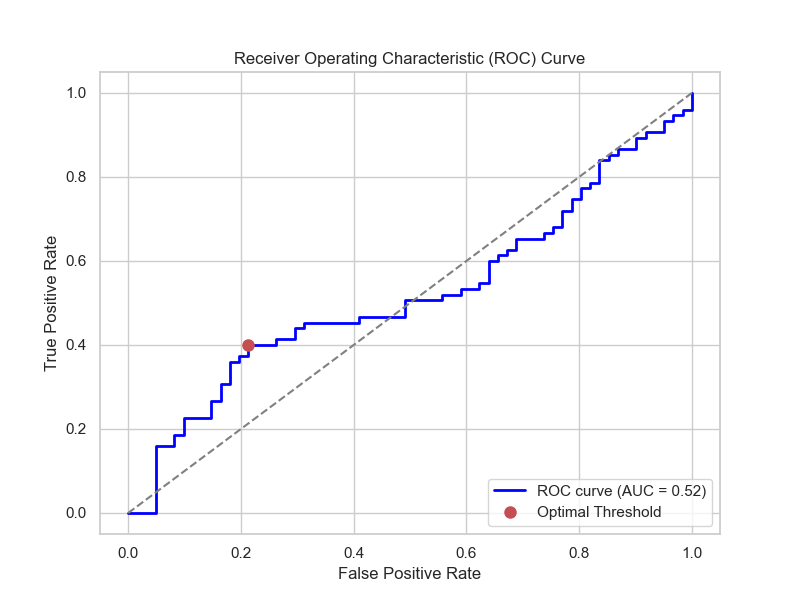 Receiver Operating Characteristic (ROC) Curve
True Positive Rate
1.0
0.8
0.6
0.4
0.2
0.0
0.0 0.2 0.4 0.6 0.8 1.0
False Positive Rate
ROC curve (AUC = 0.52)
Optimal Threshold